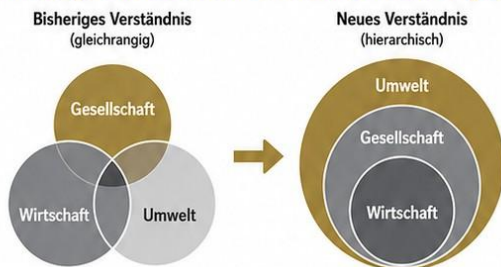 Bisheriges Verständnis
(gleichrangig)
Gesellschaft
Wirtschaft
Umwelt
Neues Verständnis
(hierarchisch)
Umwelt
Gesellschaft
Wirtschaft